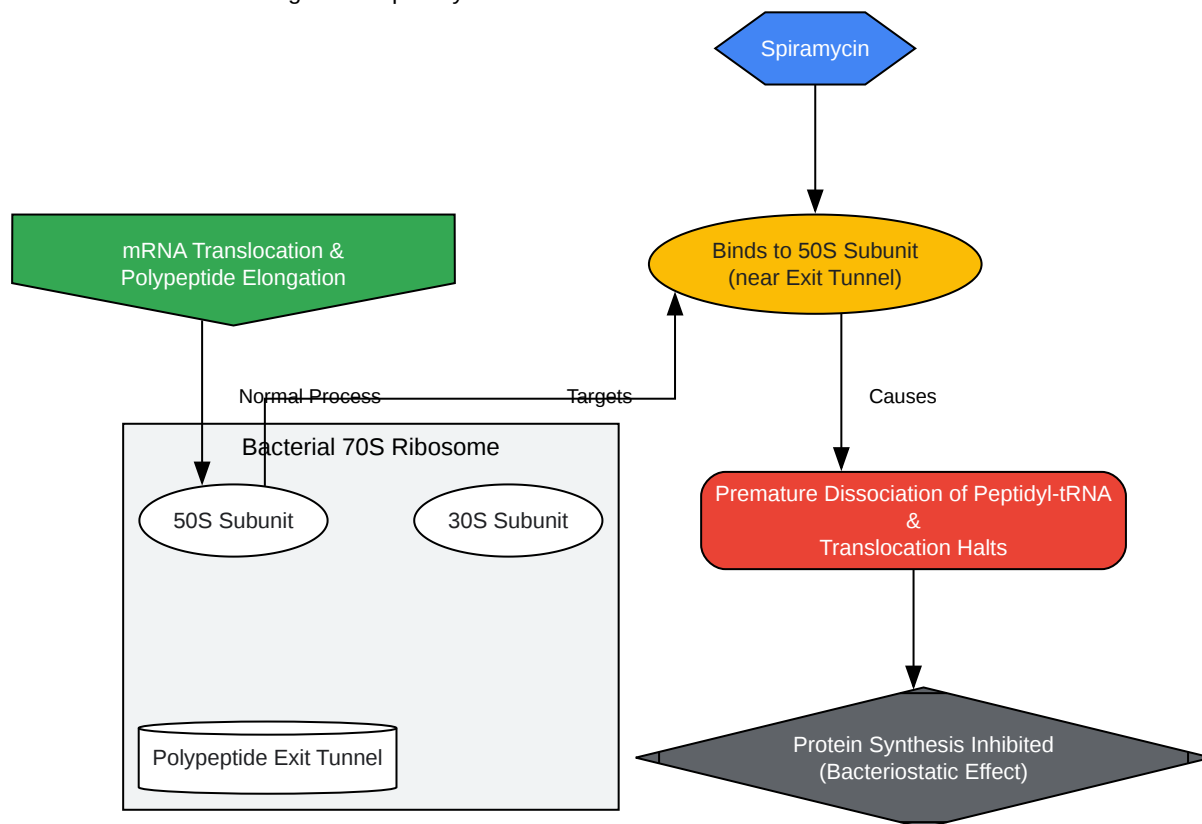 Spiramycin
mRNA Translocation &
Polypeptide Elongation
Binds to 50S Subunit
(near Exit Tunnel)
Normal Process
Targets
Causes
Bacterial 70S Ribosome
50S Subunit
30S Subunit
Premature Dissociation of Peptidyl-tRNA
&
Translocation Halts
Polypeptide Exit Tunnel
Protein Synthesis Inhibited
(Bacteriostatic Effect)